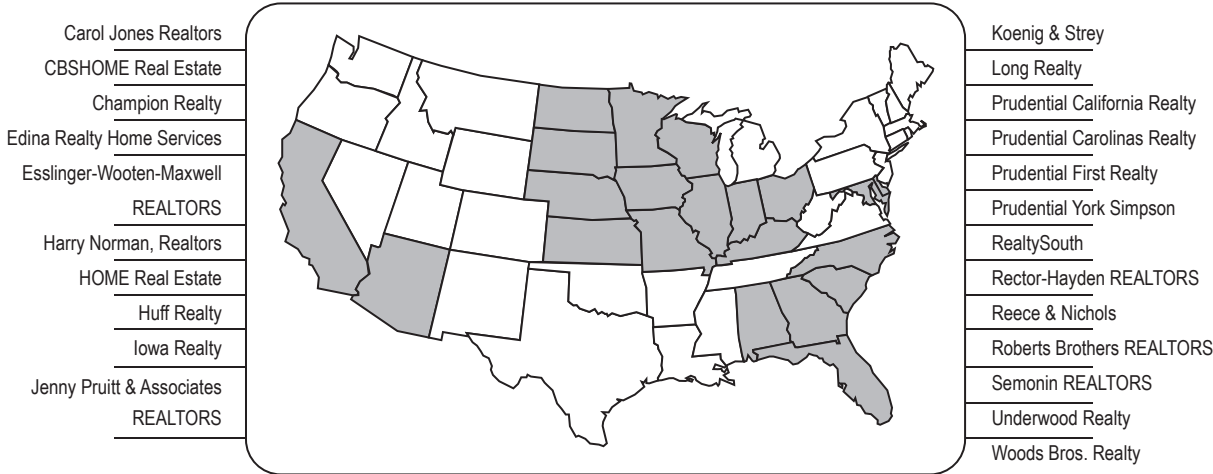 Carol Jones Realtors
CBSHOME Real Estate
Champion Realty
Edina Realty Home Services
Esslinger-Wooten-Maxwell
REALTORS
Harry Norman, Realtors
HOME Real Estate
Huff Realty
Iowa Realty
Jenny Pruitt & Associates
REALTORS
Koenig & Strey
Long Realty
Prudential California Realty
Prudential Carolinas Realty
Prudential First Realty
Prudential York Simpson
RealtySouth
Rector-Hayden REALTORS
Reece & Nichols
Roberts Brothers REALTORS
Semonin REALTORS
Underwood Realty
Woods Bros. Realty